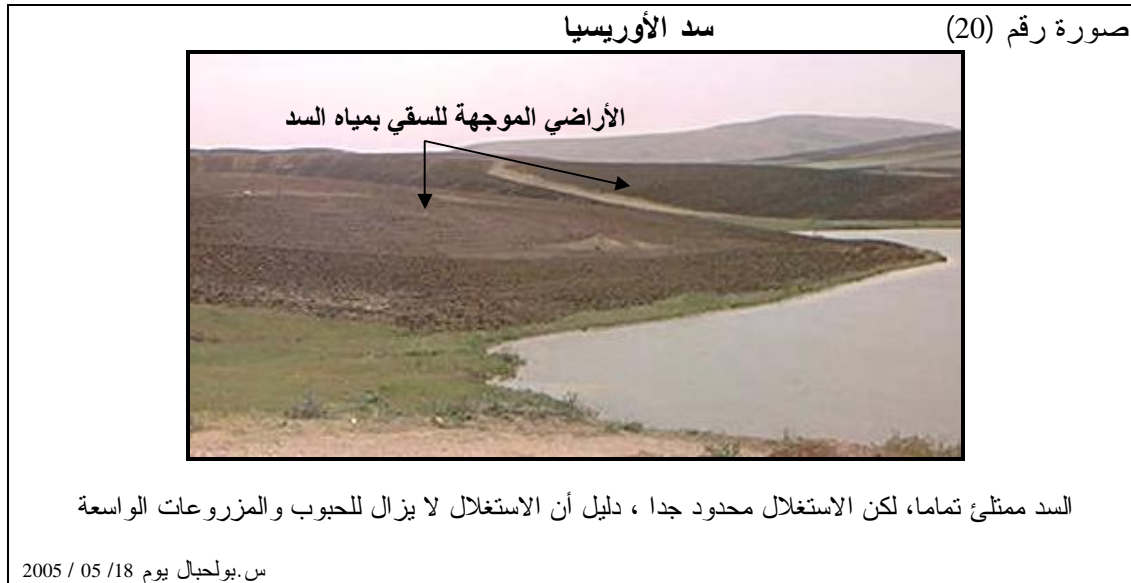 صورة رقم (20) سد الأوريسيا
الأراضي الموجهة للسقي بمياه السد
السد ممتلئ تماما، لكن الاستغلال محدود جدا ، دليل أن الاستغلال لا يزال للحبوب والمزروعات الواسعة
س.بولحبال يوم 18/ 05 / 2005